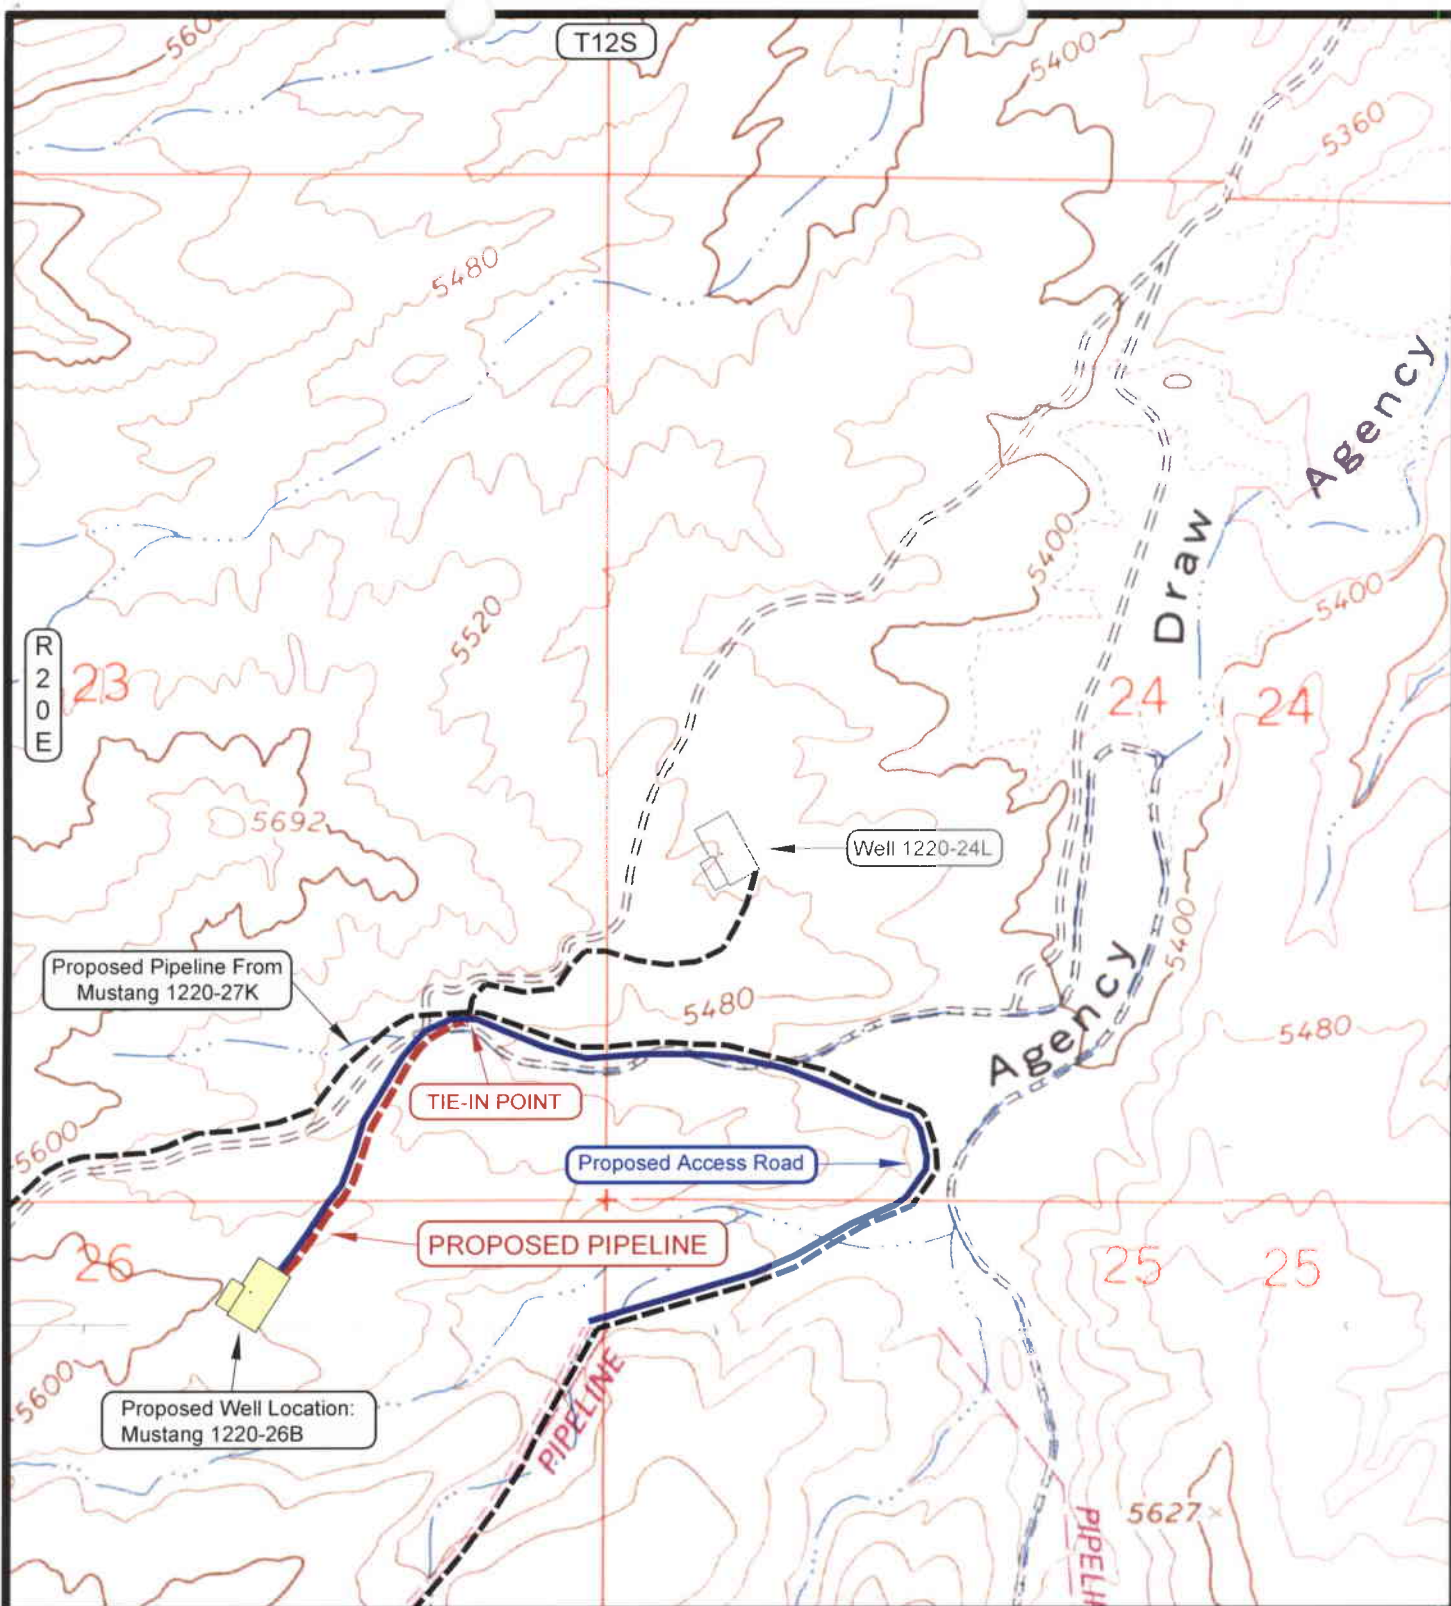 T12S
5600
5400
5360
5480
Agency
Draw
5400
5400
5520
R
2
0
E
23
24
24
5692
Well 1220-24L
5400
Proposed Pipeline From
Mustang 1220-27K
5480
Agency
5480
TIE-IN POINT
5600
Proposed Access Road
PROPOSED PIPELINE
26
25
25
5600
PIPELINE
Proposed Well Location:
Mustang 1220-26B
5627